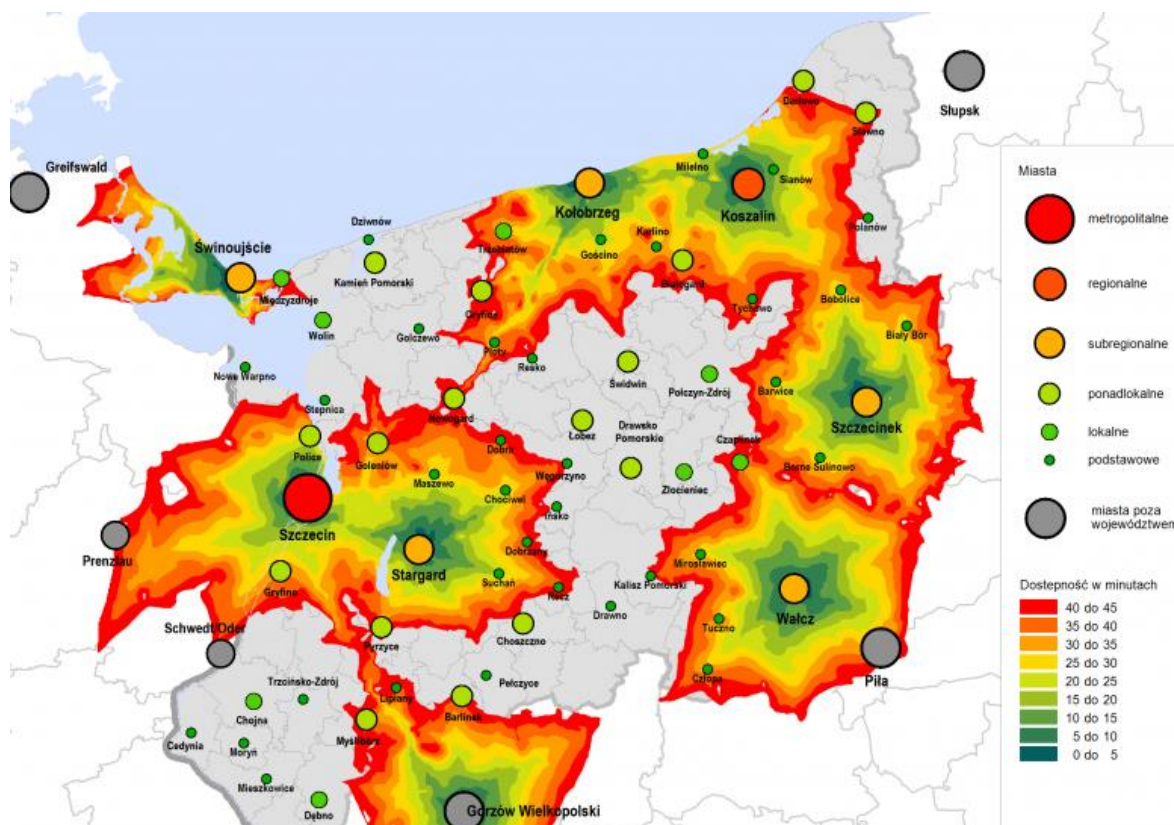 Darłowo
Słupsk
Sławno
Greifswald
Mielno
Sianów
Kołobrzeg
Koszalin
Dziwnów
Polanów
Trzebiatów
Karlino
Gościno
Świnoujście
Kamień Pomorski
Białogard
Międzyzdroje
Gryfice
Tychowo
Bobolice
Wolin
Golczewo
Biały Bór
Płoty
Resko
Nowe Warpno
Świdwin
Połczyn-Zdrój
Barwice
Stepnica
Nowogard
Szczecinek
Łobez
Drawsko
Pomorskie
Czaplinek
Police
Goleniów
Dobra
Węgorzyno
Borne Sulinowo
Maszewo
Złocieniec
Chociwel
Ińsko
Szczecin
Prenzlau
Stargard
Dobrzany
Mirosławiec
Suchań
Kalisz Pomorski
Gryfino
Recz
Drawno
Wałcz
Tuczno
Schwedt/Oder
Choszczno
Pyrzyce
Piła
Człopa
Trzcińsko-Zdrój
Pełczyce
Lipiany
Barlinek
Chojna
Myślibórz
Cedynia
Moryń
Mieszkowice
Dębno
Gorzów Wielkopolski
Miasta
metropolitalne
regionalne
subregionalne
ponadlokalne
lokalne
podstawowe
miasta poza
województwen
Dostępność w minutach
40 do 45
35 do 40
30 do 35
25 do 30
20 do 25
15 do 20
10 do 15
5 do 10
0 do 5